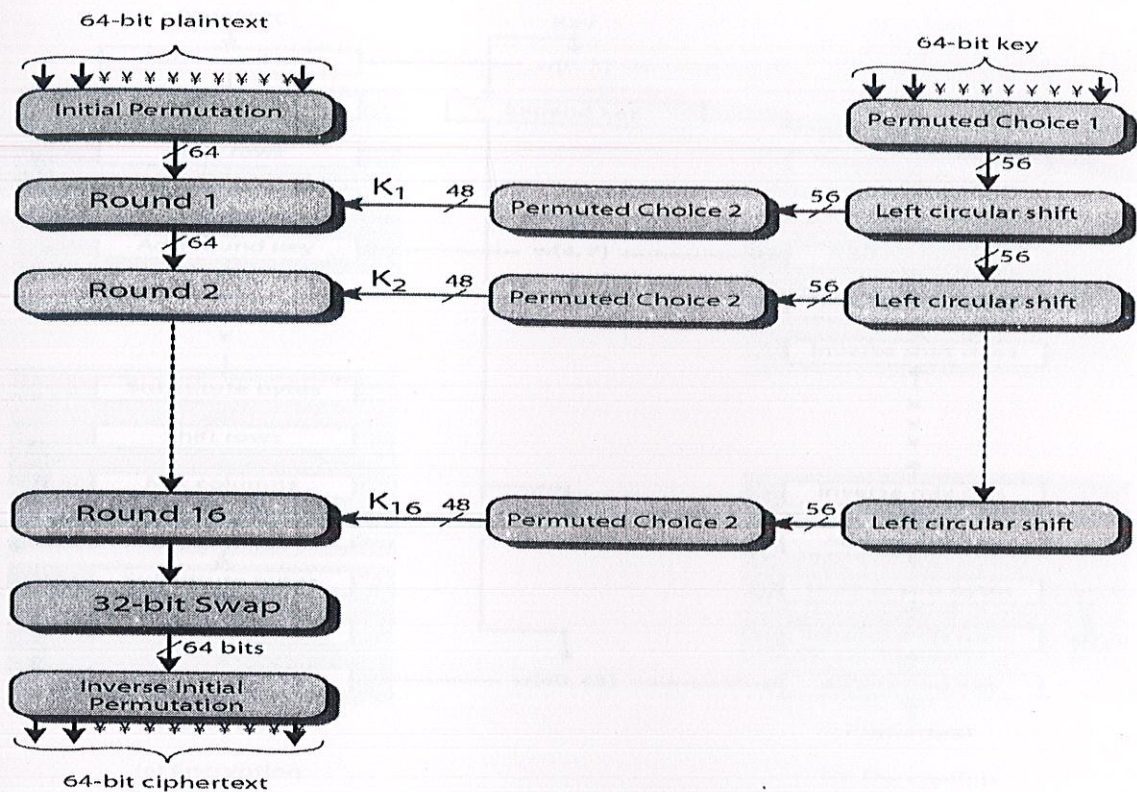 64-bit plaintext
64-bit key
¥ ¥ ¥ ¥ ¥ ¥ ¥ ¥ ¥
¥ ¥ ¥ ¥ ¥ ¥ ¥
Initial Permutation
Permuted Choice 1
64
56
Round 1
K1
48
Permuted Choice 2
56
Left circular shift
64
56
Round 2
K2
48
Permuted Choice 2
56
Left circular shift
Round 16
K16
48
Permuted Choice 2
56
Left circular shift
32-bit Swap
64 bits
Inverse Initial
Permutation
¥ ¥ ¥ ¥ ¥ ¥ ¥ ¥ ¥
64-bit ciphertext